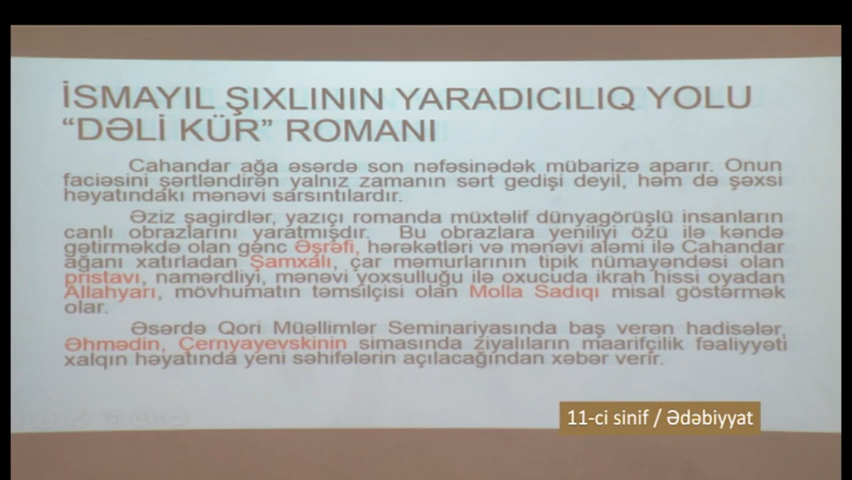 İSMAYIL ŞIXLININ YARADICILIQ YOLU
“DƏLİ KÜR” ROMANI
Cahandar ağa əsərdə son nəfəsinədək mübarizə aparır. Onun
faciəsini şərtləndirən yalnız zamanın sərt gedişi deyil, həm də şəxsi
həyatındakı mənəvi sarsıntılardır.
Əziz şagirdlər, yazıçı romanda müxtəlif dünyagörüşlü insanların
canlı obrazlarını yaratmışdır. Bu obrazlara yeniliyi özü ilə kəndə
gətirməkdə olan gənc Əşrəfi, hərəkətləri və mənəvi aləmi ilə Cahandar
ağanı xatırladan Şamxalı, çar məmurlarının tipik nümayəndəsi olan
pristavı, namərdliyi, mənəvi yoxsulluğu ilə oxucuda ikrah hissi oyadan
Allahyarı, mövhumatın təmsilçisi olan Molla Sadıqı misal göstərmək
olar.
Əsərdə Qori Müəllimlər Seminariyasında baş verən hadisələr,
Əhmədin, Çernyayevskinin simasında ziyalıların maarifçilik fəaliyyəti
xalqın həyatında yeni səhifələrin açılacağından xəbər verir.
11-ci sinif / Ədəbiyyat